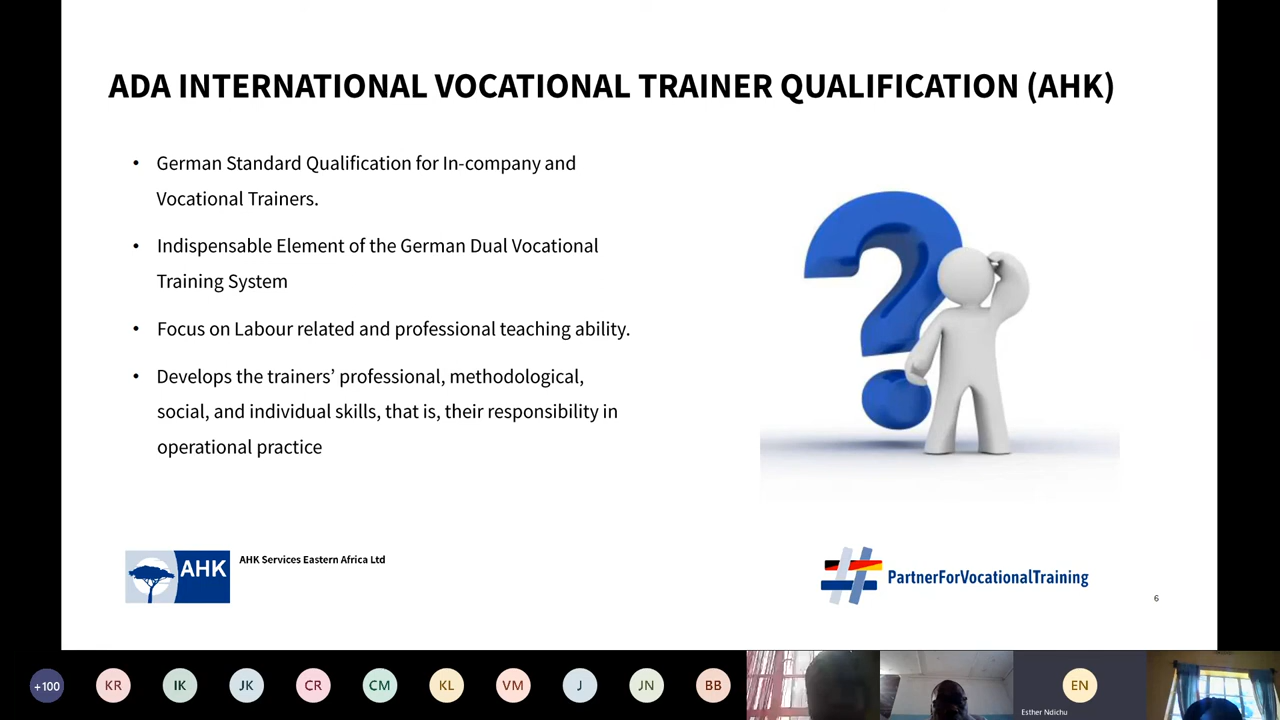 ADA INTERNATIONAL VOCATIONAL TRAINER QUALIFICATION (AHK)
• German Standard Qualification for In-company and
Vocational Trainers.
• Indispensable Element of the German Dual Vocational
Training System
• Focus on Labour related and professional teaching ability.
• Develops the trainers’ professional, methodological,
social, and individual skills, that is, their responsibility in
operational practice
AHK
AHK Services Eastern Africa Ltd
PartnerForVocationalTraining
6
+100
KR
IK
JK
CR
CM
KL
VM
J
JN
BB
EN
Esther Ndichu